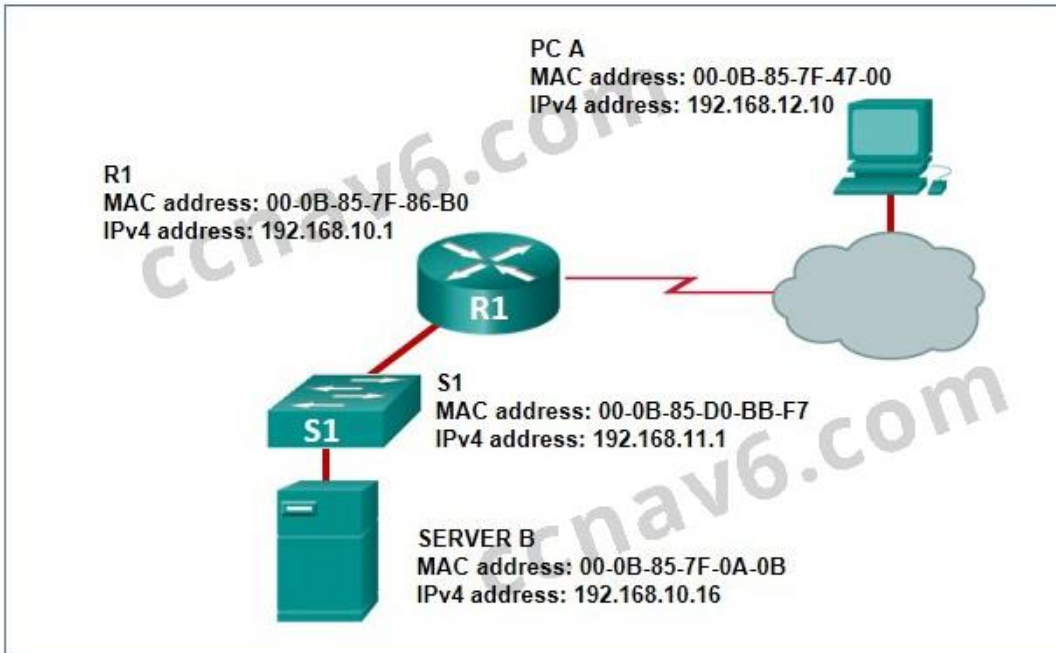 PC A
MAC address: 00-0B-85-7F-47-00
IPv4 address: 192.168.12.10
R1
MAC address: 00-0B-85-7F-86-B0
IPv4 address: 192.168.10.1
R1
S1
MAC address: 00-0B-85-D0-BB-F7
IPv4 address: 192.168.11.1
S1
SERVER B
MAC address: 00-0B-85-7F-0A-0B
IPv4 address: 192.168.10.16
ccnav6.com
ccnav6.com